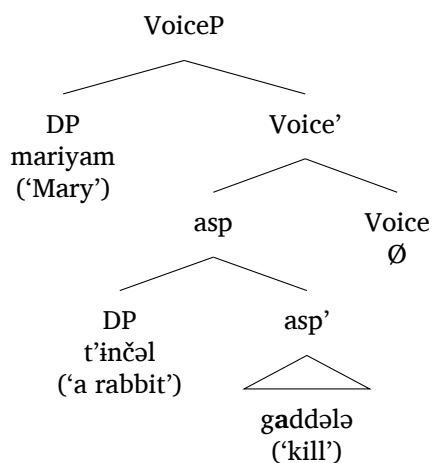 VoiceP
DP
mariyam
(‘Mary’)
Voice’
asp
Voice
Ø
DP
t’ɨnčəl
(‘a rabbit’)
asp’
gaddələ
(‘kill’)